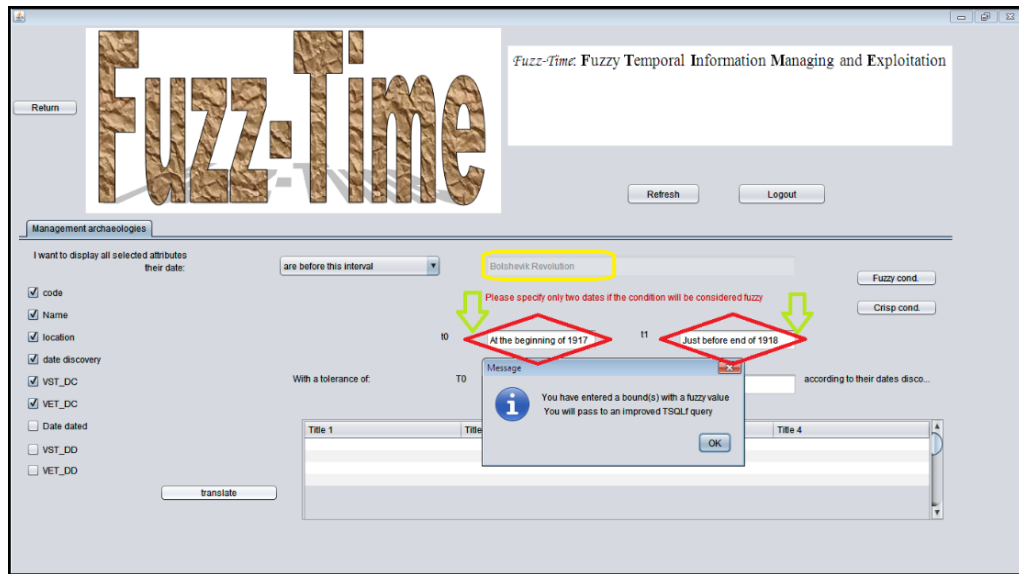 Fuzz-Time
Fuzz-Time: Fuzzy Temporal Information Managing and Exploitation
Return
Refresh
Logout
Management archaeologies
I want to display all selected attributes
their date:
are before this interval
Bolshevik Revolution
Fuzzy cond.
Please specify only two dates if the condition will be considered fuzzy
Crisp cond.
code
Name
location
t0
At the beginning of 1917
t1
Just before end of 1918
date discovery
VST_DC
With a tolerance of:
T0
according to their dates disco...
VET_DC
Message
You have entered a bound(s) with a fuzzy value
You will pass to an improved TSQLf query
OK
Date dated
VST_DD
VET_DD
Title 1
Title
Title 4
translate